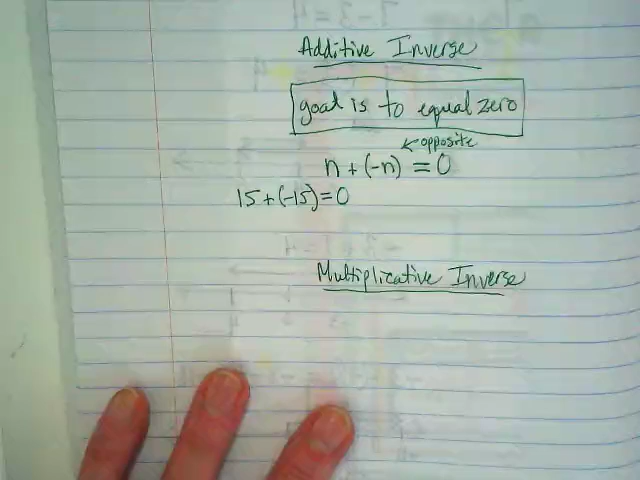 Additive Inverse
goal is to equal zero
←opposite
n + (-n) = 0
15 + (-15) = 0
Multiplicative Inverse